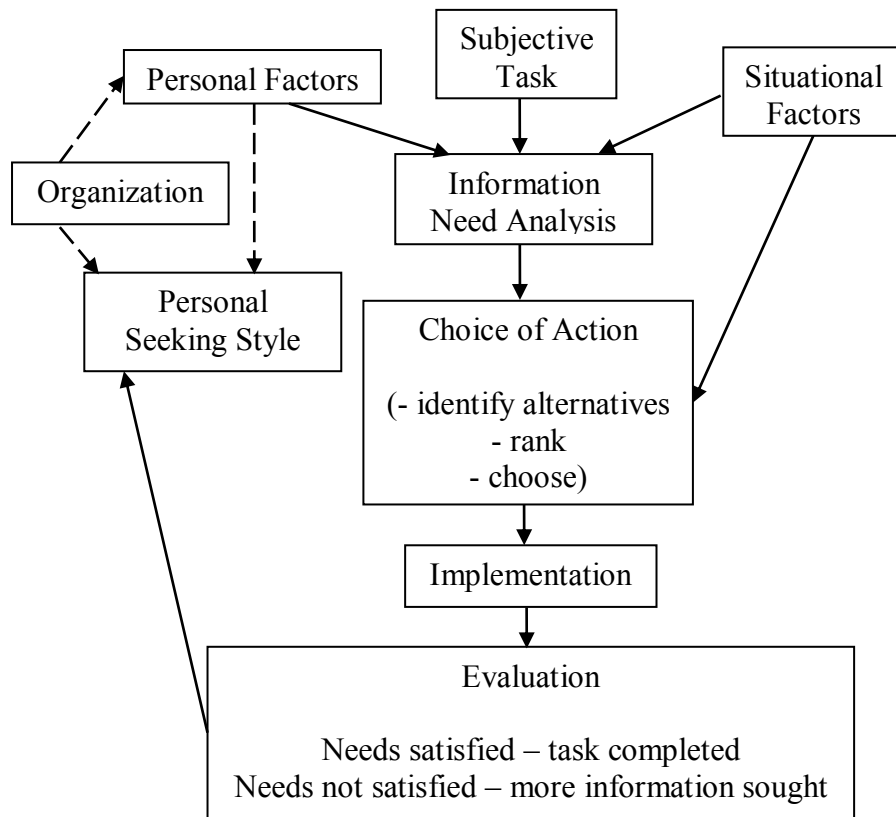 Subjective
Task
Personal Factors
Situational
Factors
Organization
Information
Need Analysis
Personal
Seeking Style
Choice of Action
(- identify alternatives
- rank
- choose)
Implementation
Evaluation
Needs satisfied – task completed
Needs not satisfied – more information sought